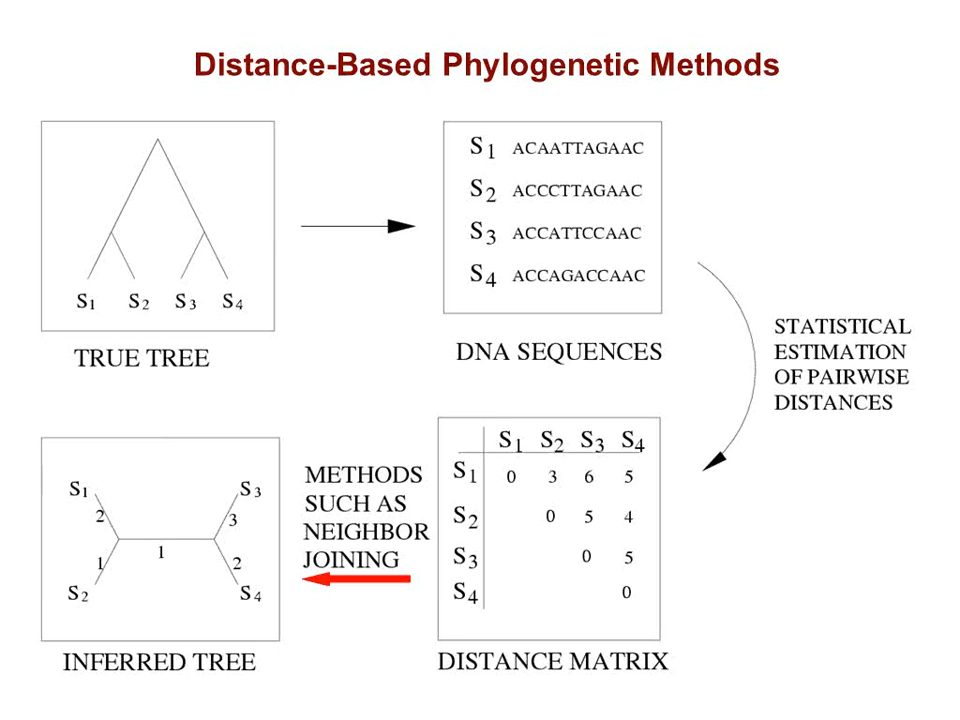 Distance-Based Phylogenetic Methods
S1 S2 S3 S4
TRUE TREE
S1 ACAATTAGAAC
S2 ACCCTTAGAAC
S3 ACCATTCCAAC
S4 ACCAGACCAAC
DNA SEQUENCES
STATISTICAL
ESTIMATION
OF PAIRWISE
DISTANCES
S1 S2 S3 S4
S1 0 3 6 5
S2 0 5 4
S3 0 5
S4 0
DISTANCE MATRIX
METHODS
SUCH AS
NEIGHBOR
JOINING
S1 S3
2 3
1
1 2
S2 S4
INFERRED TREE